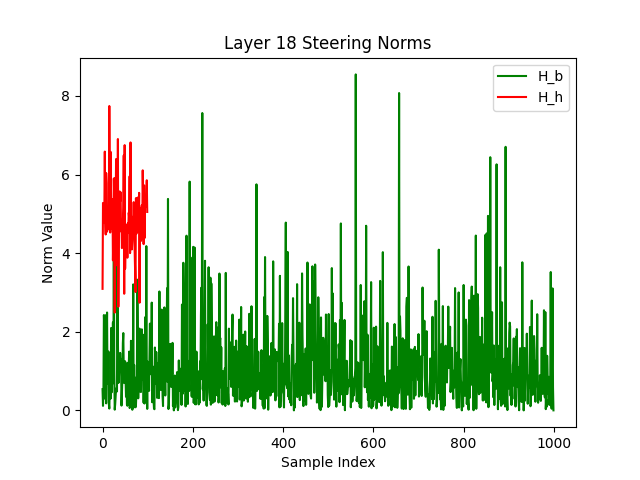 Layer 18 Steering Norms
H_b
H_h
Norm Value
8
6
4
2
0
0 200 400 600 800 1000
Sample Index